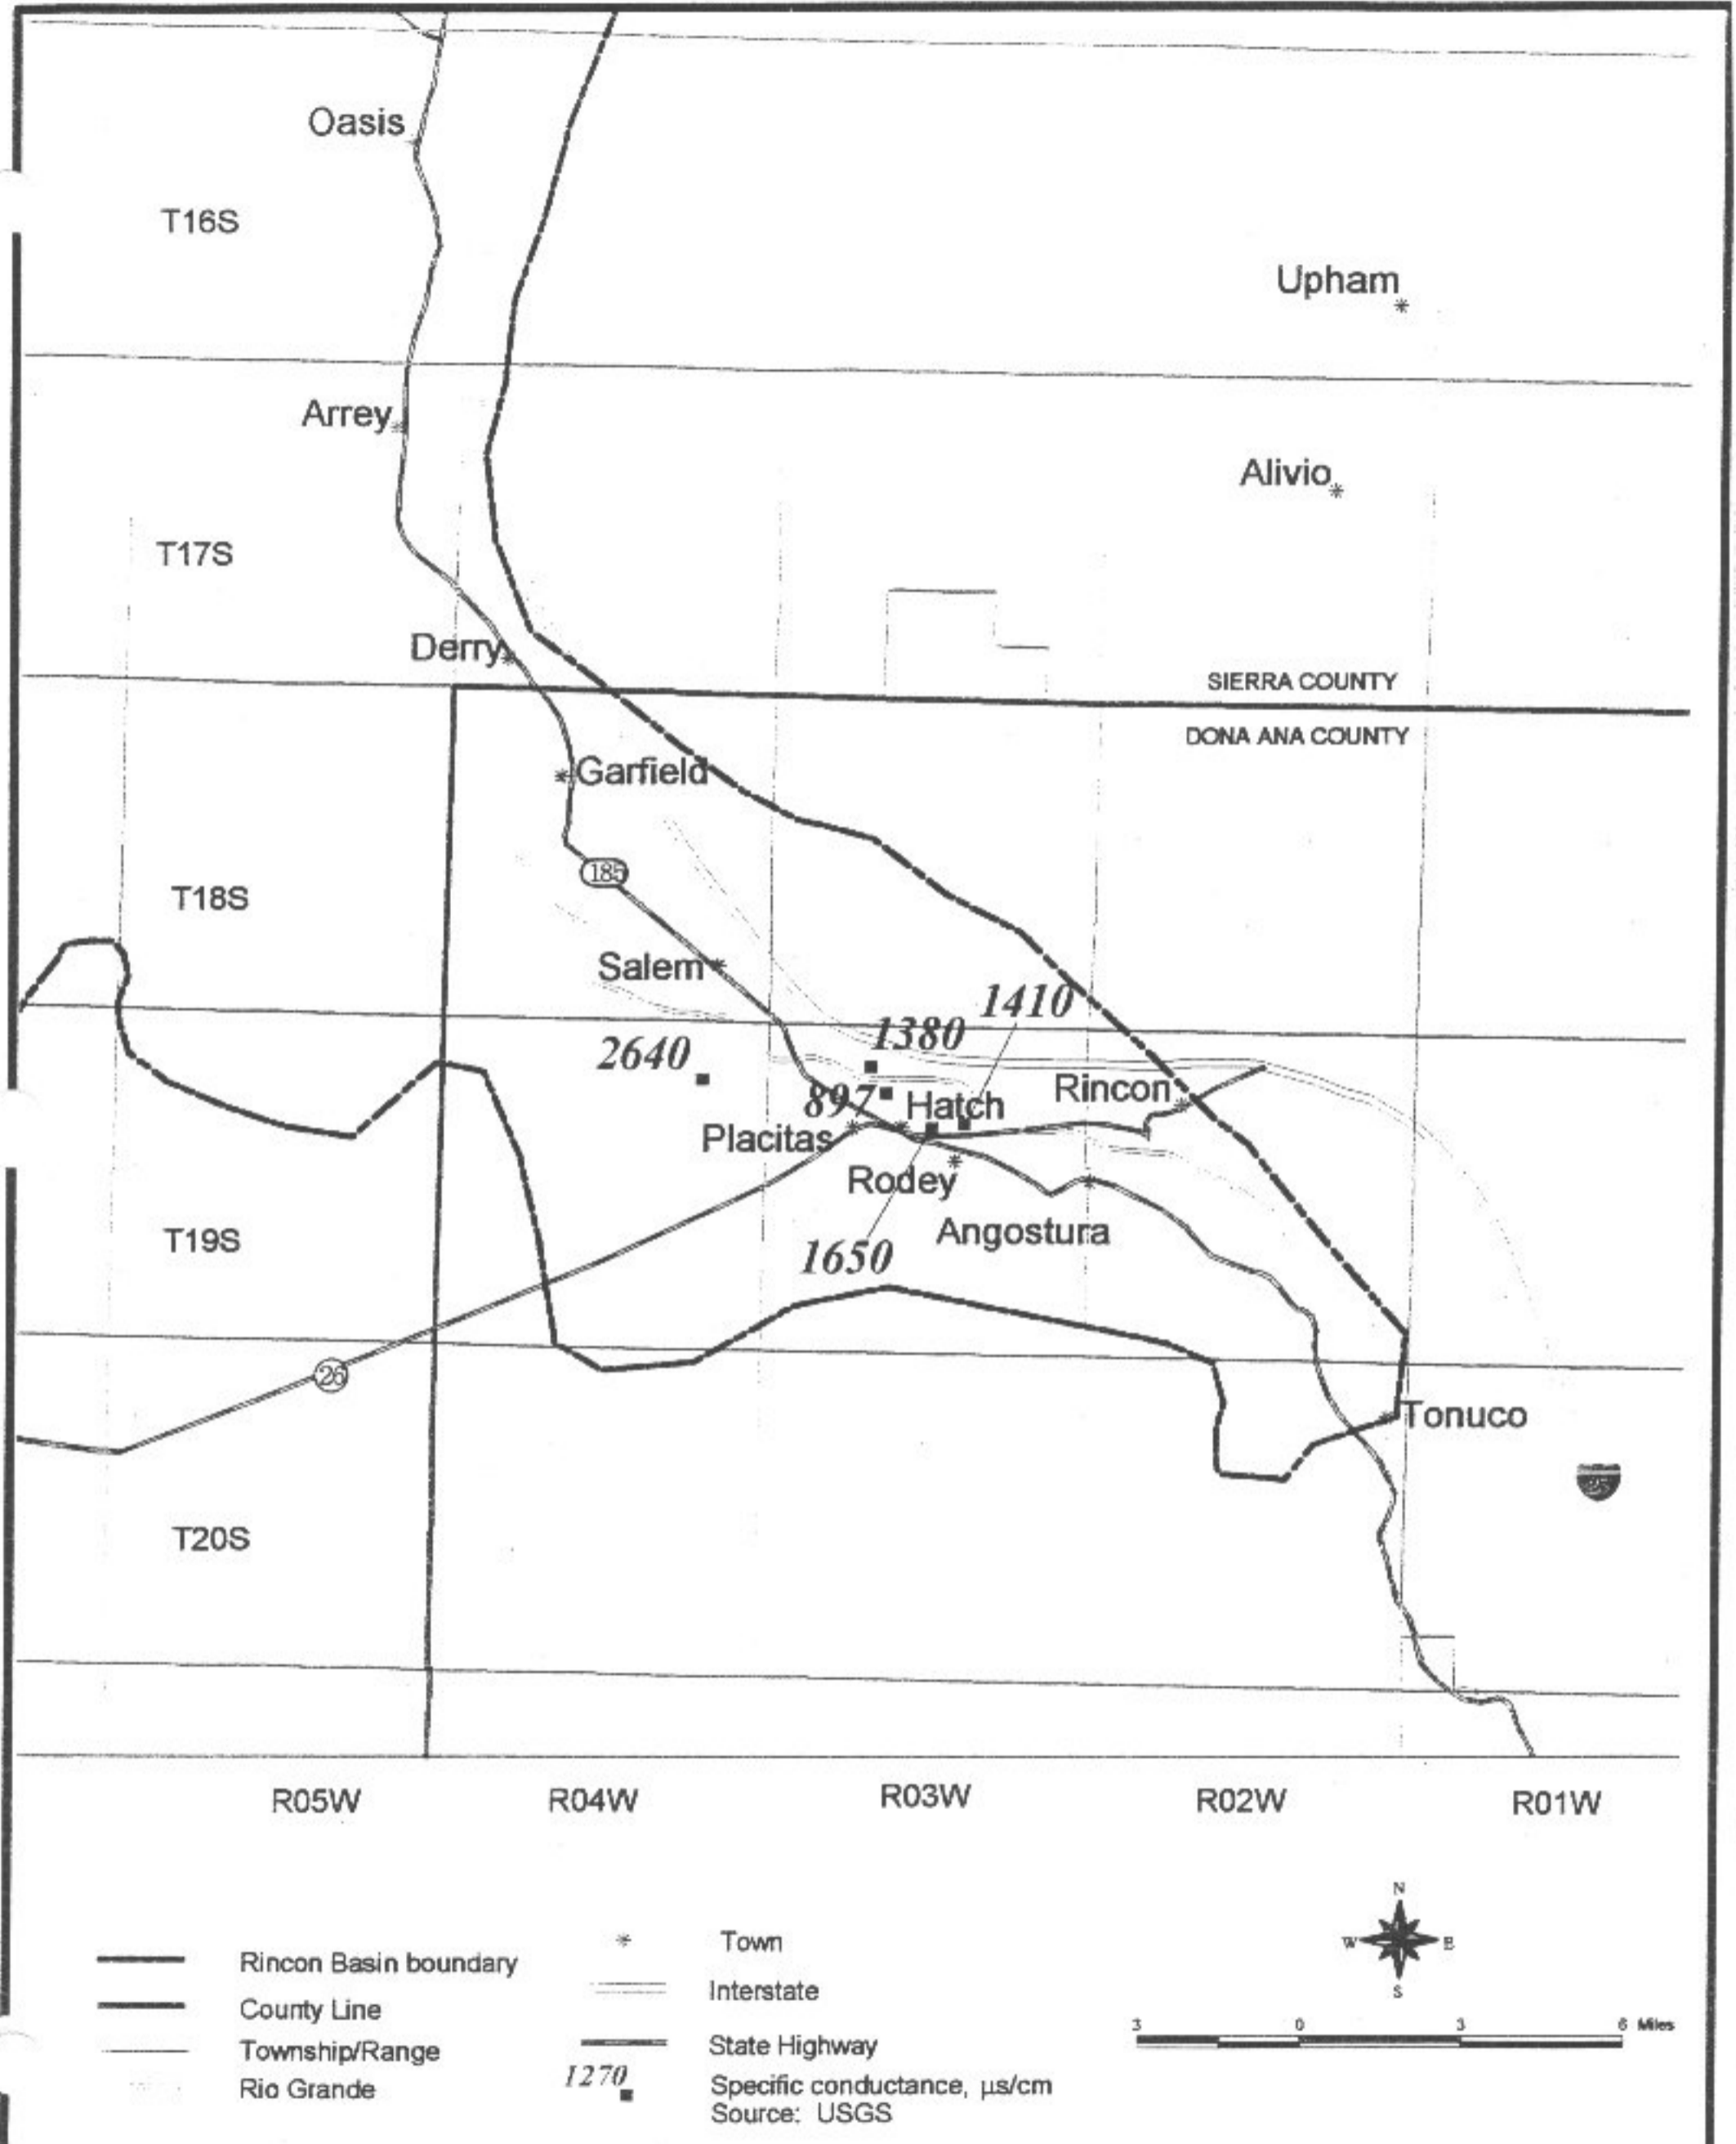 Oasis
T16S
Upham
Arrey
Alivio
T17S
Derry
SIERRA COUNTY
DONA ANA COUNTY
Garfield
185
T18S
Salem
1410
1380
2640
Rincon
897
Hatch
Placitas
Rodey
T19S
Angostura
1650
26
Tonuco
25
T20S
R05W R04W R03W R02W R01W
N
W E
S
Rincon Basin boundary
County Line
Township/Range
Rio Grande
Town
Interstate
State Highway
1270
Specific conductance, µs/cm
Source: USGS
3 0 3 6 Miles